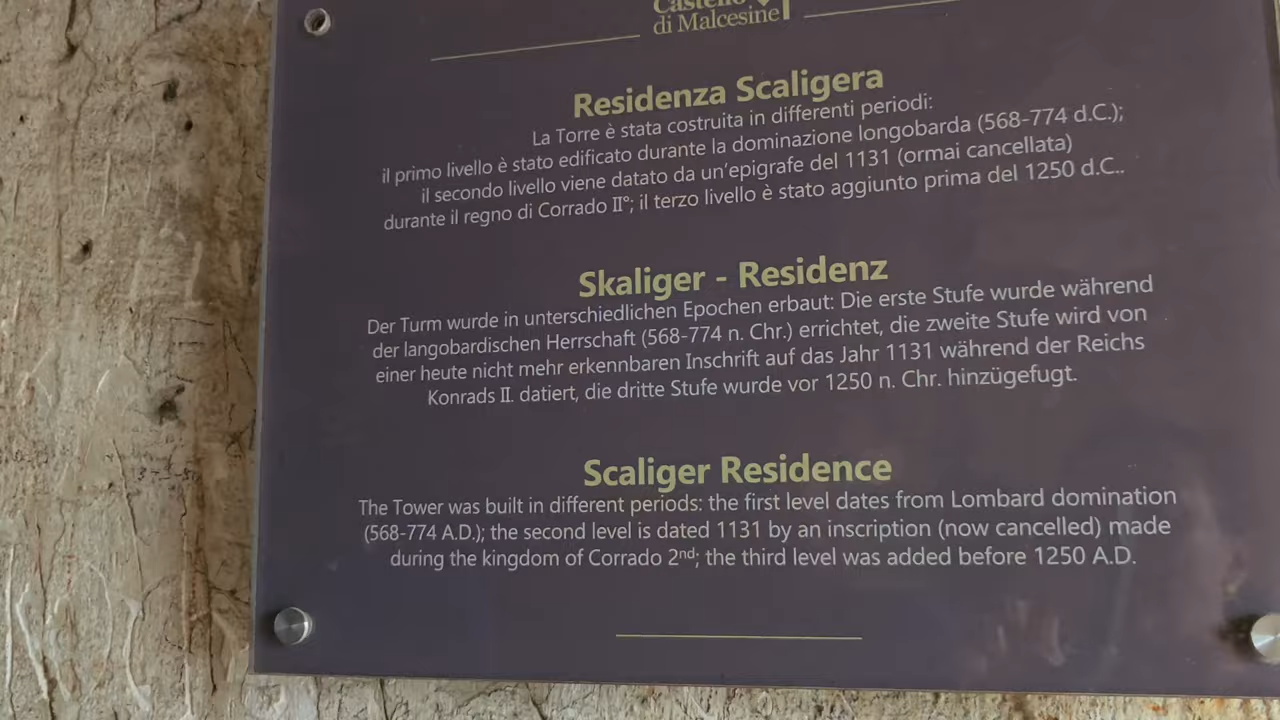 Castello
di Malcesine
Residenza Scaligera
La Torre è stata costruita in differenti periodi:
il primo livello è stato edificato durante la dominazione longobarda (568-774 d.C.);
il secondo livello viene datato da un'epigrafe del 1131 (ormai cancellata)
durante il regno di Corrado II°; il terzo livello è stato aggiunto prima del 1250 d.C..
Skaliger - Residenz
Der Turm wurde in unterschiedlichen Epochen erbaut: Die erste Stufe wurde während
der langobardischen Herrschaft (568-774 n. Chr.) errichtet, die zweite Stufe wird von
einer heute nicht mehr erkennbaren Inschrift auf das Jahr 1131 während der Reichs
Konrads II. datiert, die dritte Stufe wurde vor 1250 n. Chr. hinzügefugt.
Scaliger Residence
The Tower was built in different periods: the first level dates from Lombard domination
(568-774 A.D.); the second level is dated 1131 by an inscription (now cancelled) made
during the kingdom of Corrado 2nd; the third level was added before 1250 A.D.